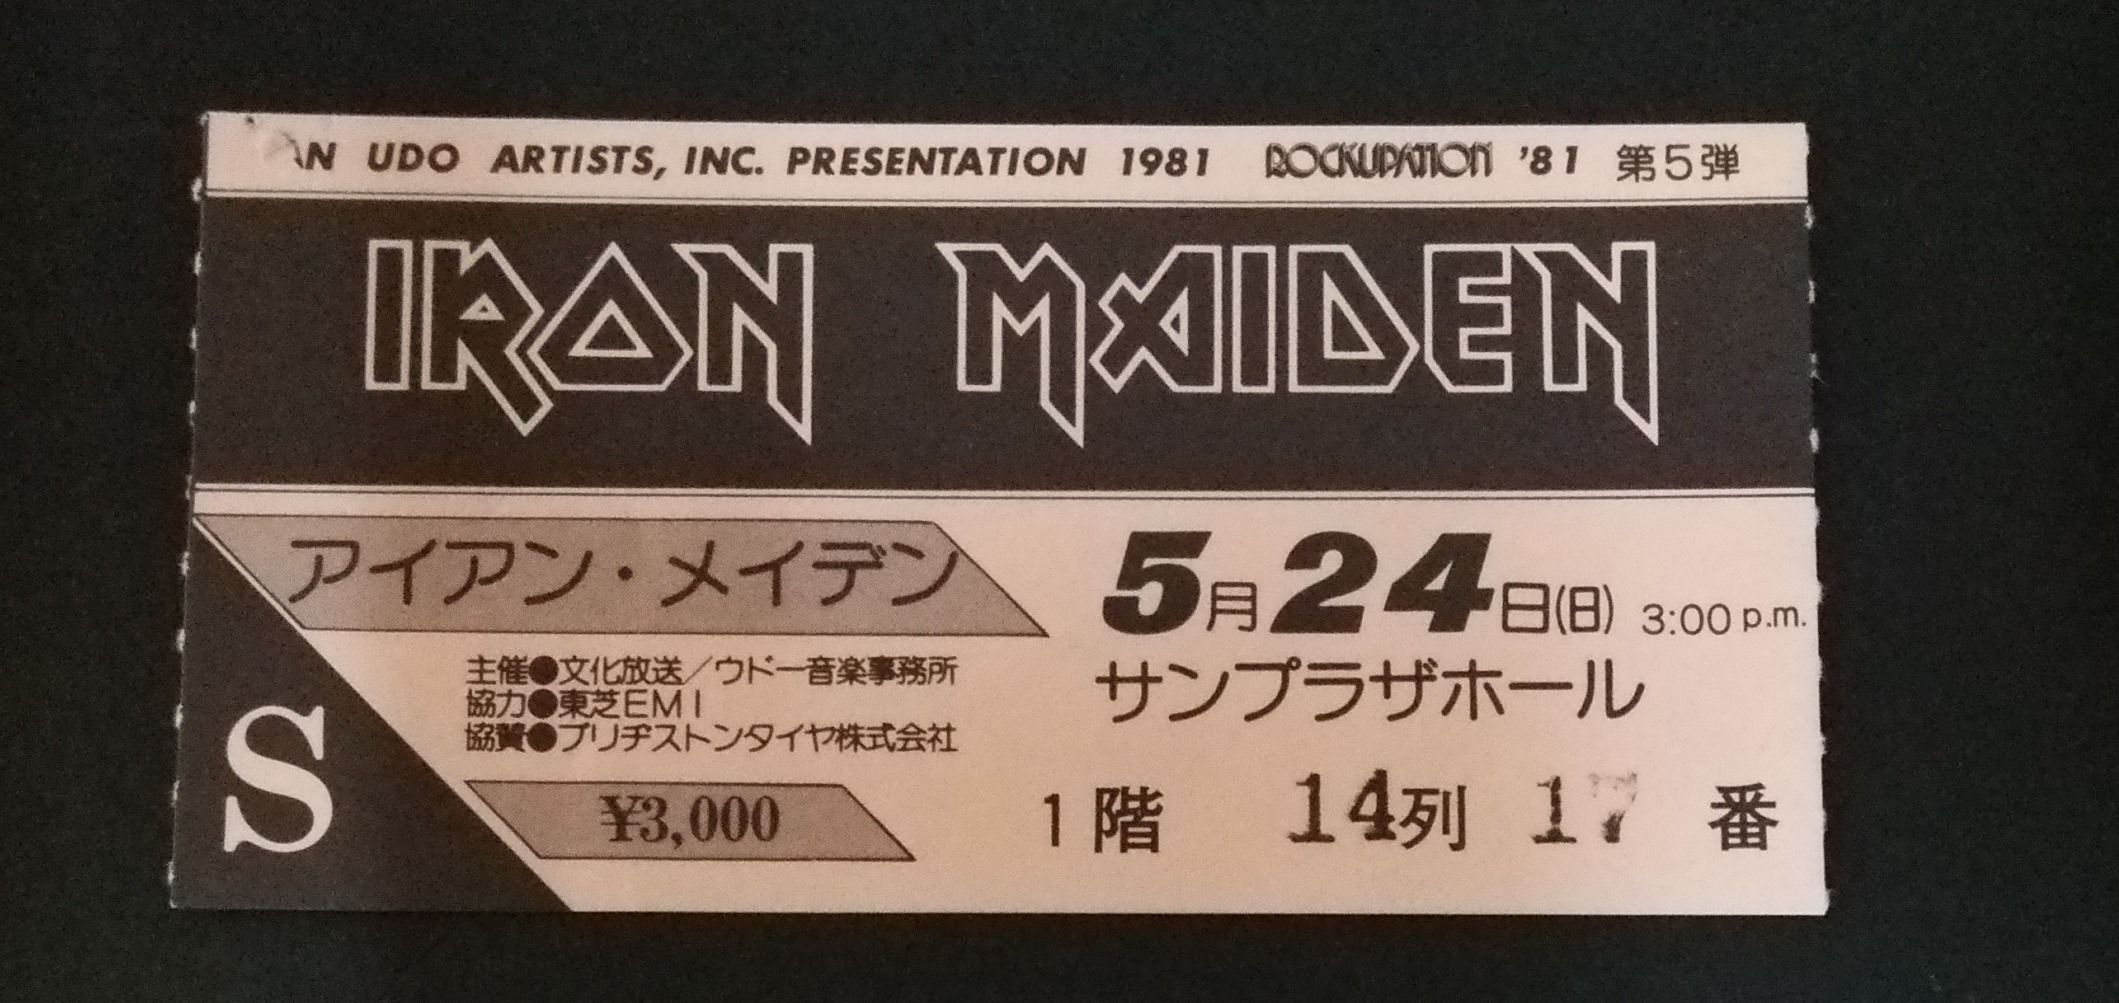 AN UDO ARTISTS, INC. PRESENTATION 1981 ROCKUPATION '81 第5弾
IRON MAIDEN
アイアン・メイデン
5月24日(日) 3:00 p.m.
サンプラザホール
主催●文化放送/ウドー音楽事務所
協力●東芝EMI
協賛●ブリヂストンタイヤ株式会社
S
¥3,000
1階 14列 17番